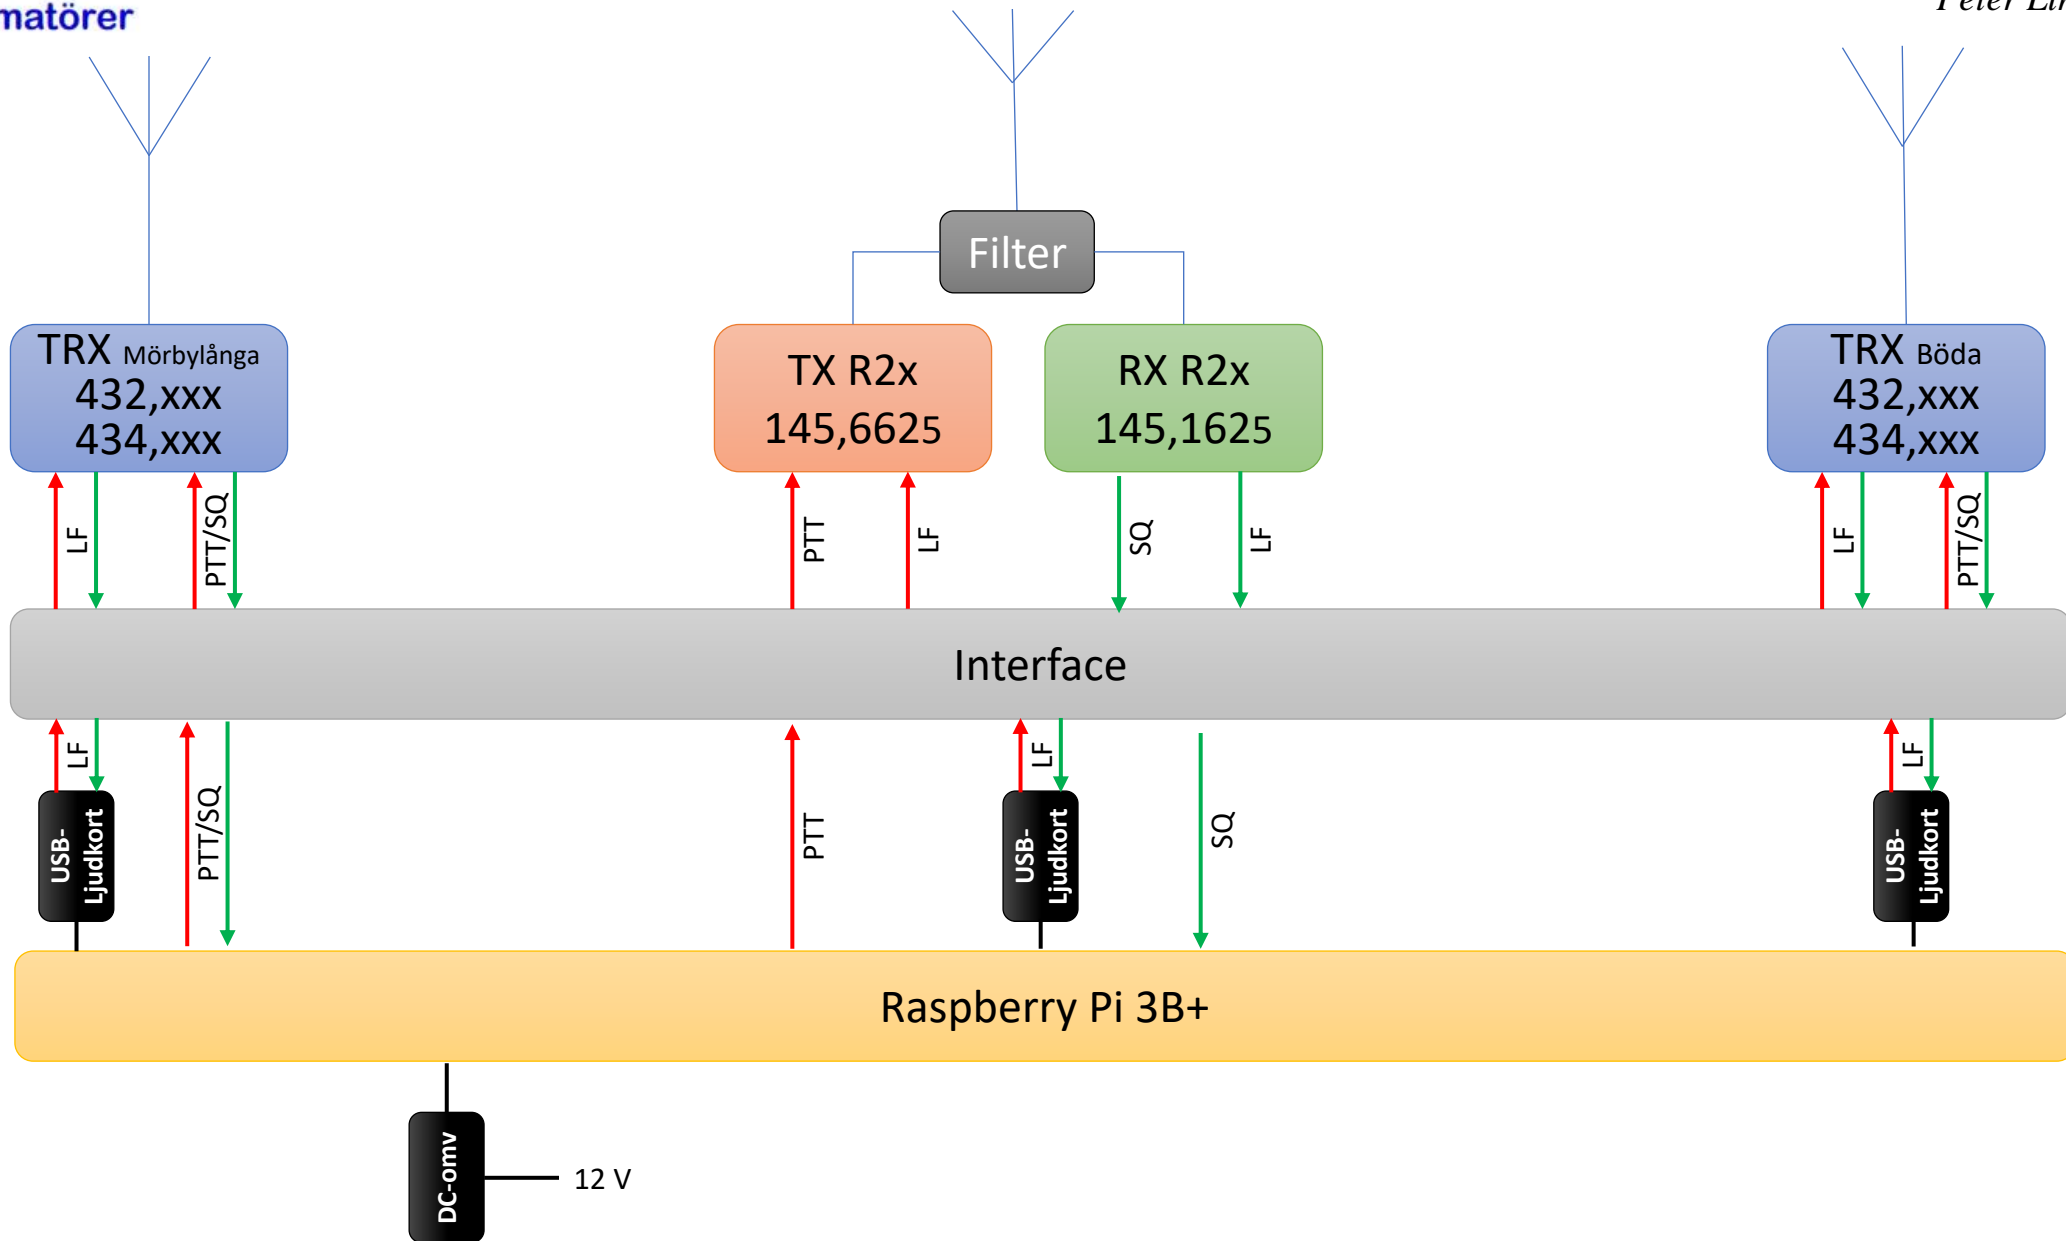 matörer
Filter
TRX Mörbylånga
432,xxx
434,xxx
TX R2x
145,6625
RX R2x
145,1625
TRX Böda
432,xxx
434,xxx
LF
PTT/SQ
PTT
LF
SQ
LF
LF
PTT/SQ
Interface
LF
PTT/SQ
PTT
LF
SQ
LF
USB-
Ljudkort
USB-
Ljudkort
USB-
Ljudkort
Raspberry Pi 3B+
DC-omv
12 V